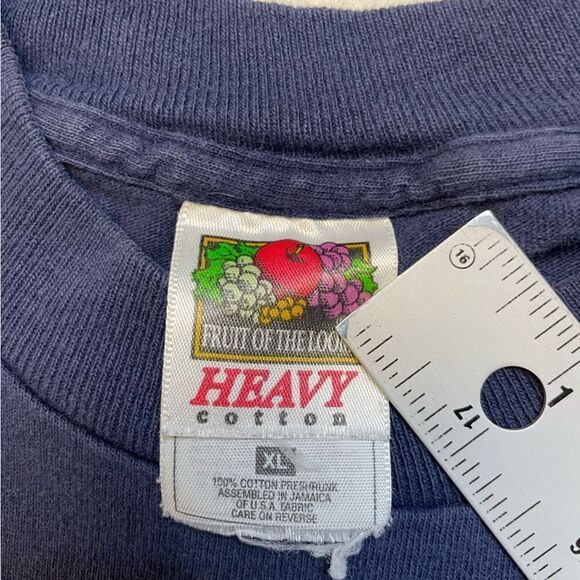 FRUIT OF THE LOOM
HEAVY
cotton
XL
100% COTTON PRESHRUNK
ASSEMBLED IN JAMAICA
OF U.S.A. FABRIC
CARE ON REVERSE
16
1
17